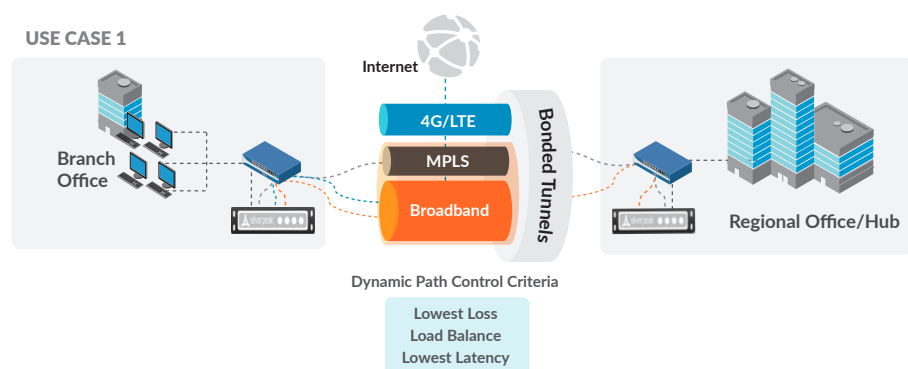 USE CASE 1
Internet
4G/LTE
MPLS
Broadband
Bonded Tunnels
Branch
Office
Regional Office/Hub
Dynamic Path Control Criteria
Lowest Loss
Load Balance
Lowest Latency